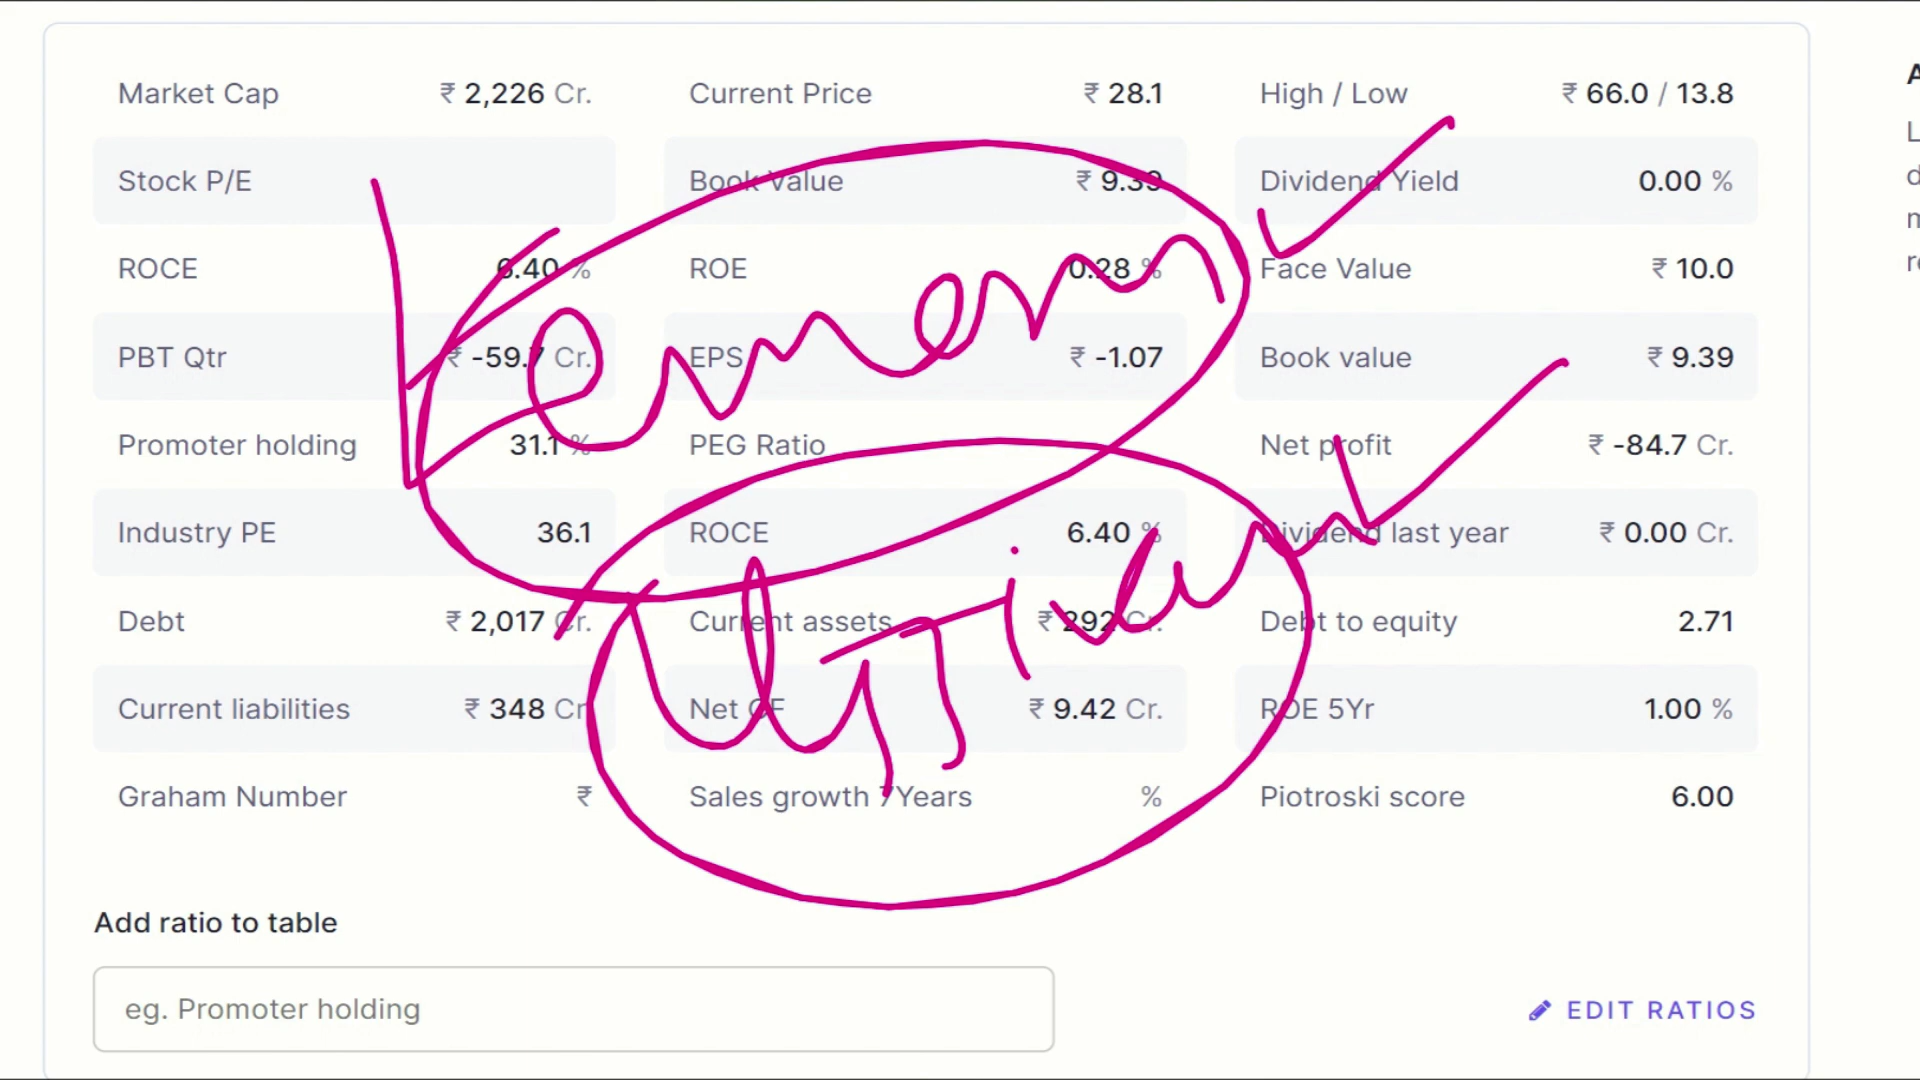 Market Cap ₹ 2,226 Cr. Current Price ₹ 28.1 High / Low ₹ 66.0 / 13.8
Stock P/E Book Value ₹ 9.39 Dividend Yield 0.00 %
ROCE 6.40 % ROE 0.28 % Face Value ₹ 10.0
PBT Qtr ₹ -59.7 Cr. EPS ₹ -1.07 Book value ₹ 9.39
Promoter holding 31.1 % PEG Ratio Net profit ₹ -84.7 Cr.
Industry PE 36.1 ROCE 6.40 % Dividend last year ₹ 0.00 Cr.
Debt ₹ 2,017 Cr. Current assets ₹ 292 Cr. Debt to equity 2.71
Current liabilities ₹ 348 Cr. Net CF ₹ 9.42 Cr. ROE 5Yr 1.00 %
Graham Number ₹ Sales growth 7Years % Piotroski score 6.00
Add ratio to table
eg. Promoter holding
EDIT RATIOS